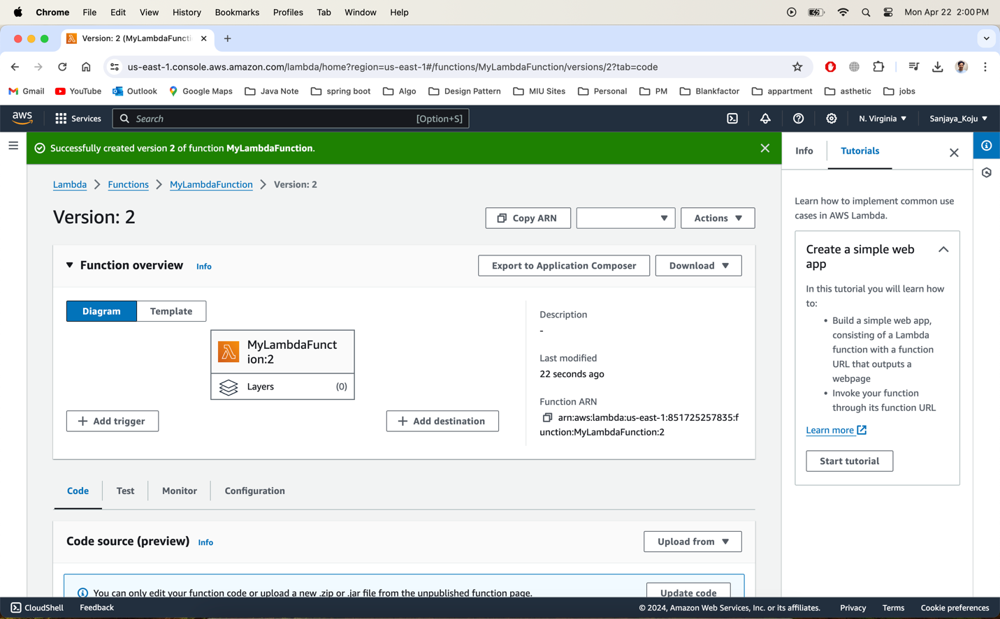 Chrome File Edit View History Bookmarks Profiles Tab Window Help Mon Apr 22 2:00 PM
Version: 2 (MyLambdaFuncti
us-east-1.console.aws.amazon.com/lambda/home?region=us-east-1#/functions/MyLambdaFunction/versions/2?tab=code
Gmail YouTube Outlook Google Maps Java Note spring boot Algo Design Pattern MIU Sites Personal PM Blankfactor appartment asthetic jobs
aws Services Search [Option+S] N. Virginia Sanjaya_Koju
Successfully created version 2 of function MyLambdaFunction.
Lambda Functions MyLambdaFunction Version: 2
Version: 2
Copy ARN Actions
Function overview Info
Export to Application Composer Download
Diagram Template
MyLambdaFunct
ion:2
Layers (0)
Add trigger
Add destination
Description
-
Last modified
22 seconds ago
Function ARN
arn:aws:lambda:us-east-1:851725257835:f
unction:MyLambdaFunction:2
Code Test Monitor Configuration
Code source (preview) Info
Upload from
You can only edit your function code or upload a new .zip or .jar file from the unpublished function page.
Update code
Info Tutorials
Learn how to implement common use
cases in AWS Lambda.
Create a simple web
app
In this tutorial you will learn how
to:
• Build a simple web app,
consisting of a Lambda
function with a function
URL that outputs a
webpage
• Invoke your function
through its function URL
Learn more
Start tutorial
CloudShell Feedback © 2024, Amazon Web Services, Inc. or its affiliates. Privacy Terms Cookie preferences